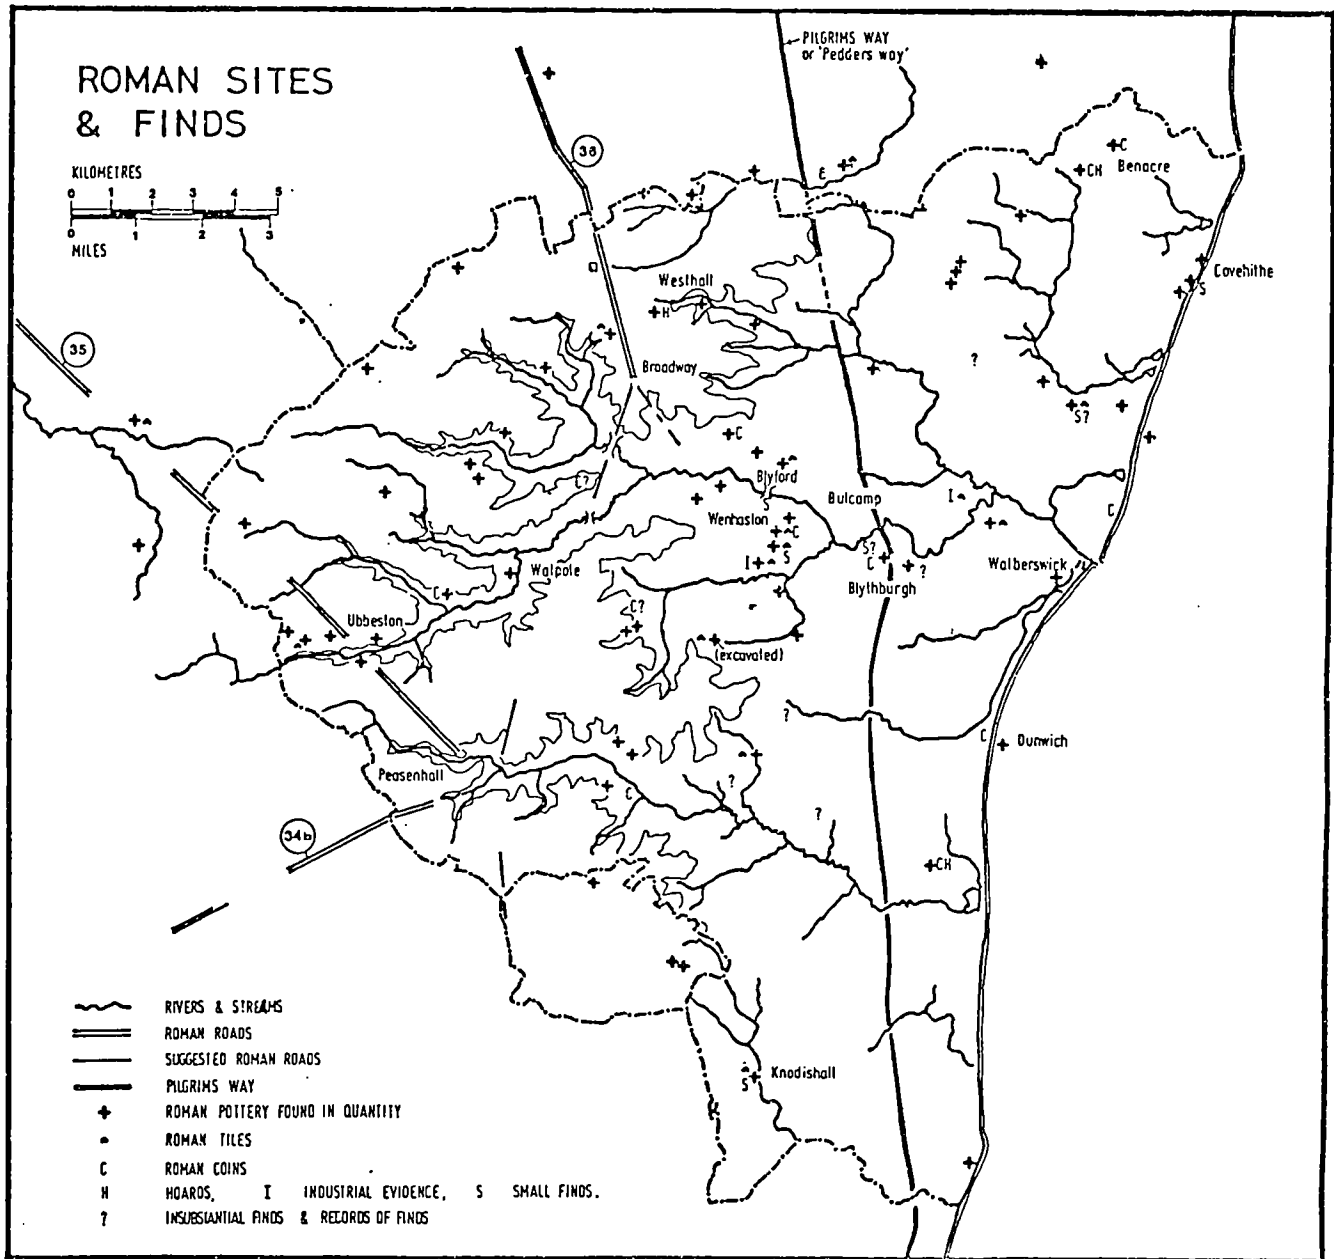 ROMAN SITES
& FINDS
KILOMETRES
0 1 2 3 4 5
0 1 2 3
MILES
PILGRIMS WAY
or 'Pedders way'
36
C
CH Benacre
E
Covehithe
S
Westhall
H
35
Broadway
?
S?
C
Blyford
C?
S
Bulcamp
I
C
Wenhaston
C
S
I
S?
C
?
Walberswick
Blythburgh
Walpole
C
C?
Ubbeston
(excavated)
?
C
Dunwich
Peasenhall
?
C
?
34b
CH
RIVERS & STREAMS
ROMAN ROADS
SUGGESTED ROMAN ROADS
PILGRIMS WAY
Knodishall
S
ROMAN POTTERY FOUND IN QUANTITY
ROMAN TILES
C ROMAN COINS
H HOARDS, I INDUSTRIAL EVIDENCE, S SMALL FINDS.
? INSUBSTANTIAL FINDS & RECORDS OF FINDS